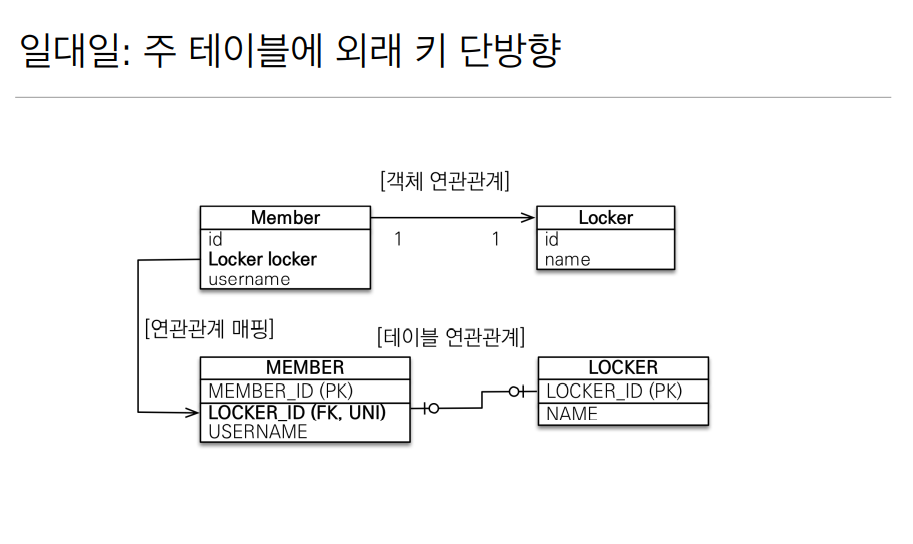 일대일: 주 테이블에 외래 키 단방향
[객체 연관관계]
Member
id
Locker locker
username
1
1
Locker
id
name
[연관관계 매핑]
[테이블 연관관계]
MEMBER
MEMBER_ID (PK)
LOCKER_ID (FK, UNI)
USERNAME
LOCKER
LOCKER_ID (PK)
NAME